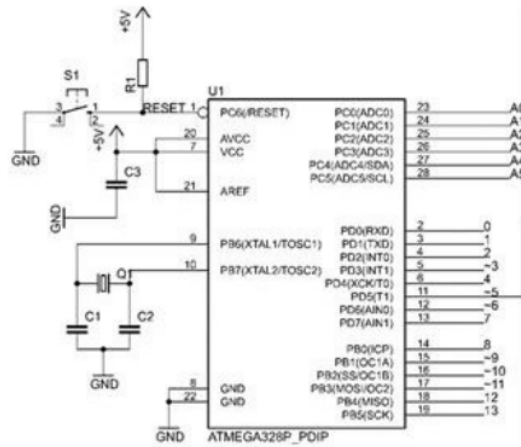 +5V
R1
S1
3 1
4 2
GND
+5V
C3
GND
Q1
C1 C2
GND
GND
U1
RESET 1 PC6(/RESET)
20 AVCC
7 VCC
21 AREF
9 PB6(XTAL1/TOSC1)
10 PB7(XTAL2/TOSC2)
8 GND
22 GND
PC0(ADC0) 23
PC1(ADC1) 24 A1
PC2(ADC2) 25 A2
PC3(ADC3) 26
PC4(ADC4/SDA) 27 A4
PC5(ADC5/SCL) 28 A5
PD0(RXD) 2 0
PD1(TXD) 3 1
PD2(INT0) 4 2
PD3(INT1) 5 ~3
PD4(XCK/T0) 6 4
PD5(T1) 11 ~5
PD6(AIN0) 12 ~6
PD7(AIN1) 13 7
PB0(ICP) 14 8
PB1(OC1A) 15 ~9
PB2(SS/OC1B) 16 ~10
PB3(MOSI/OC2) 17 ~11
PB4(MISO) 18 12
PB5(SCK) 19 13
ATMEGA328P_PDIP